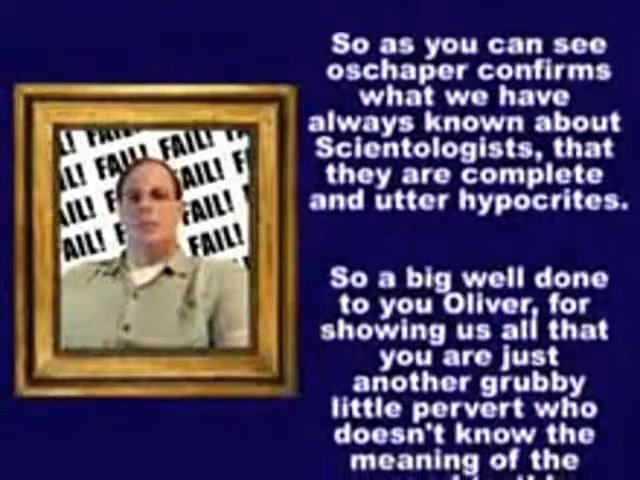 So as you can see
oschaper confirms
what we have
always known about
Scientologists, that
they are complete
and utter hypocrites.
So a big well done
to you Oliver, for
showing us all that
you are just
another grubby
little pervert who
doesn't know the
meaning of the
FAIL! FAIL!
FAIL! FAIL!
FAIL!
FAIL!